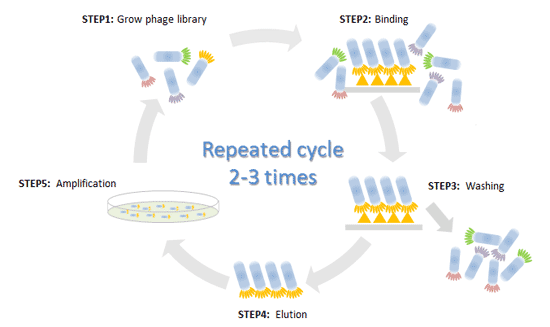 STEP1: Grow phage library
STEP2: Binding
Repeated cycle
2-3 times
STEP5: Amplification
STEP3: Washing
STEP4: Elution